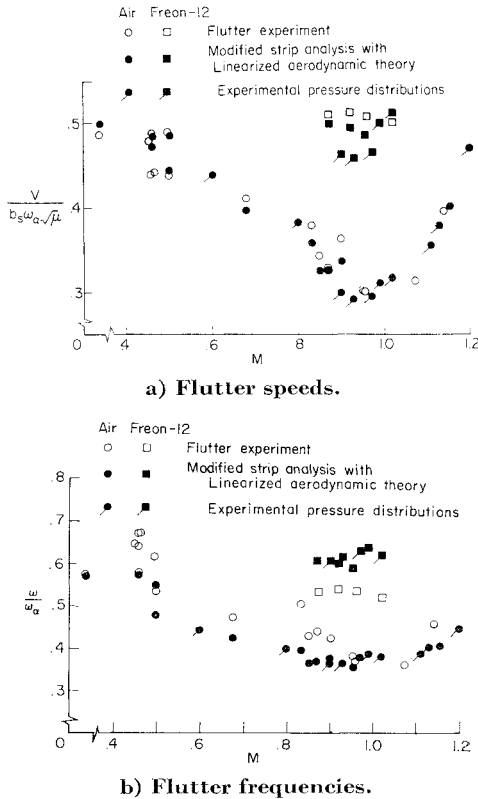 Air Freon-12
Flutter experiment
Modified strip analysis with
Linearized aerodynamic theory
Experimental pressure distributions
.5
.4
.3
V
b_s ω_α √μ
0 .4 .6 .8 1.0 1.2
M
a) Flutter speeds.
Air Freon-12
Flutter experiment
Modified strip analysis with
Linearized aerodynamic theory
Experimental pressure distributions
.8
.7
.6
.5
.4
.3
ω
ω_α
0 .4 .6 .8 1.0 1.2
M
b) Flutter frequencies.